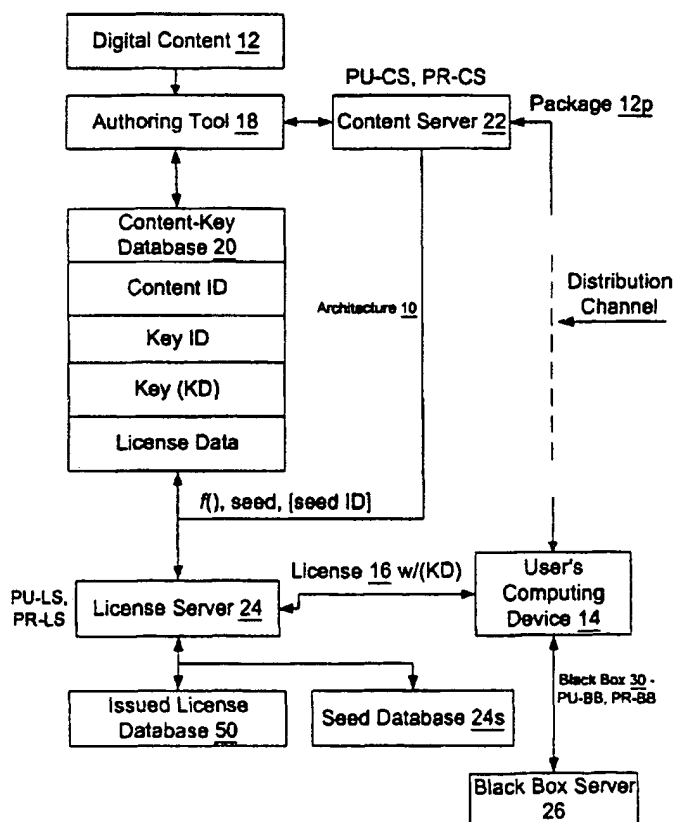 Digital Content 12
PU-CS, PR-CS
Package 12p
Authoring Tool 18
Content Server 22
Content-Key
Database 20
Content ID
Key ID
Key (KD)
License Data
Architecture 10
Distribution
Channel
f(), seed, [seed ID]
License 16 w/(KD)
User's
Computing
Device 14
PU-LS,
PR-LS
License Server 24
Black Box 30 -
PU-BB, PR-BB
Issued License
Database 50
Seed Database 24s
Black Box Server
26